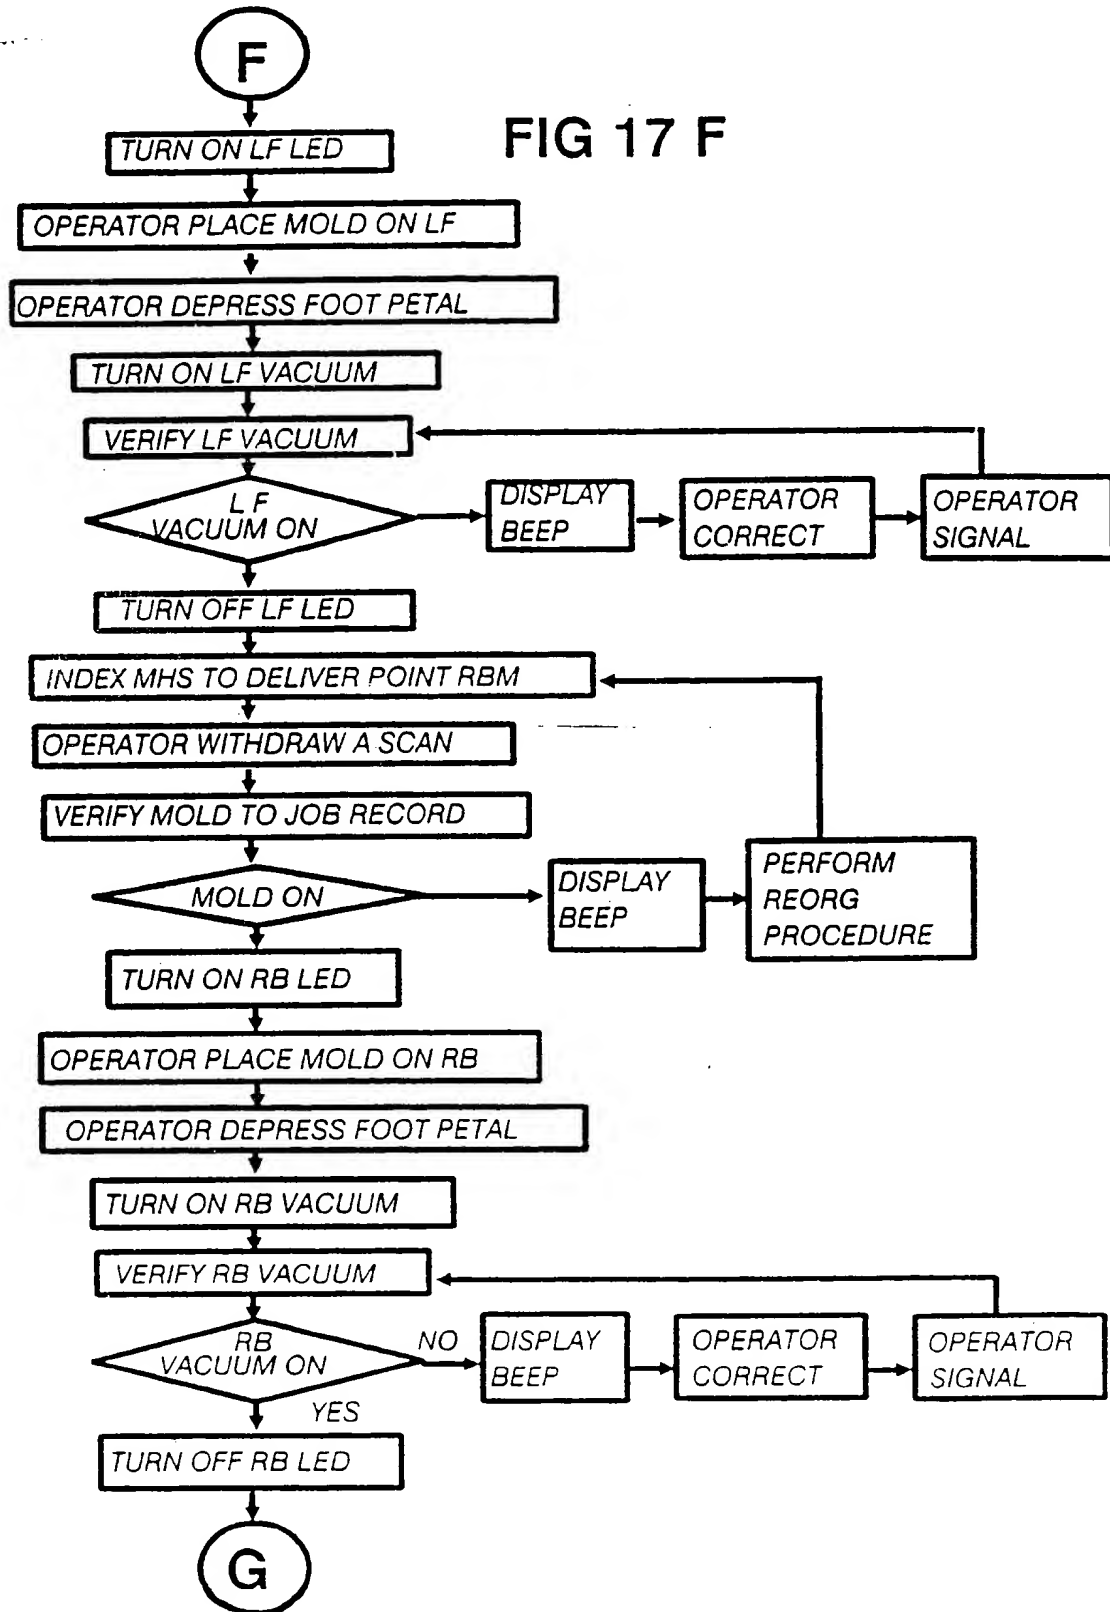 F
FIG 17 F
TURN ON LF LED
OPERATOR PLACE MOLD ON LF
OPERATOR DEPRESS FOOT PETAL
TURN ON LF VACUUM
VERIFY LF VACUUM
L F
VACUUM ON
DISPLAY
BEEP
OPERATOR
CORRECT
OPERATOR
SIGNAL
TURN OFF LF LED
INDEX MHS TO DELIVER POINT RBM
OPERATOR WITHDRAW A SCAN
VERIFY MOLD TO JOB RECORD
MOLD ON
DISPLAY
BEEP
PERFORM
REORG
PROCEDURE
TURN ON RB LED
OPERATOR PLACE MOLD ON RB
OPERATOR DEPRESS FOOT PETAL
TURN ON RB VACUUM
VERIFY RB VACUUM
RB
VACUUM ON
NO
DISPLAY
BEEP
OPERATOR
CORRECT
OPERATOR
SIGNAL
YES
TURN OFF RB LED
G